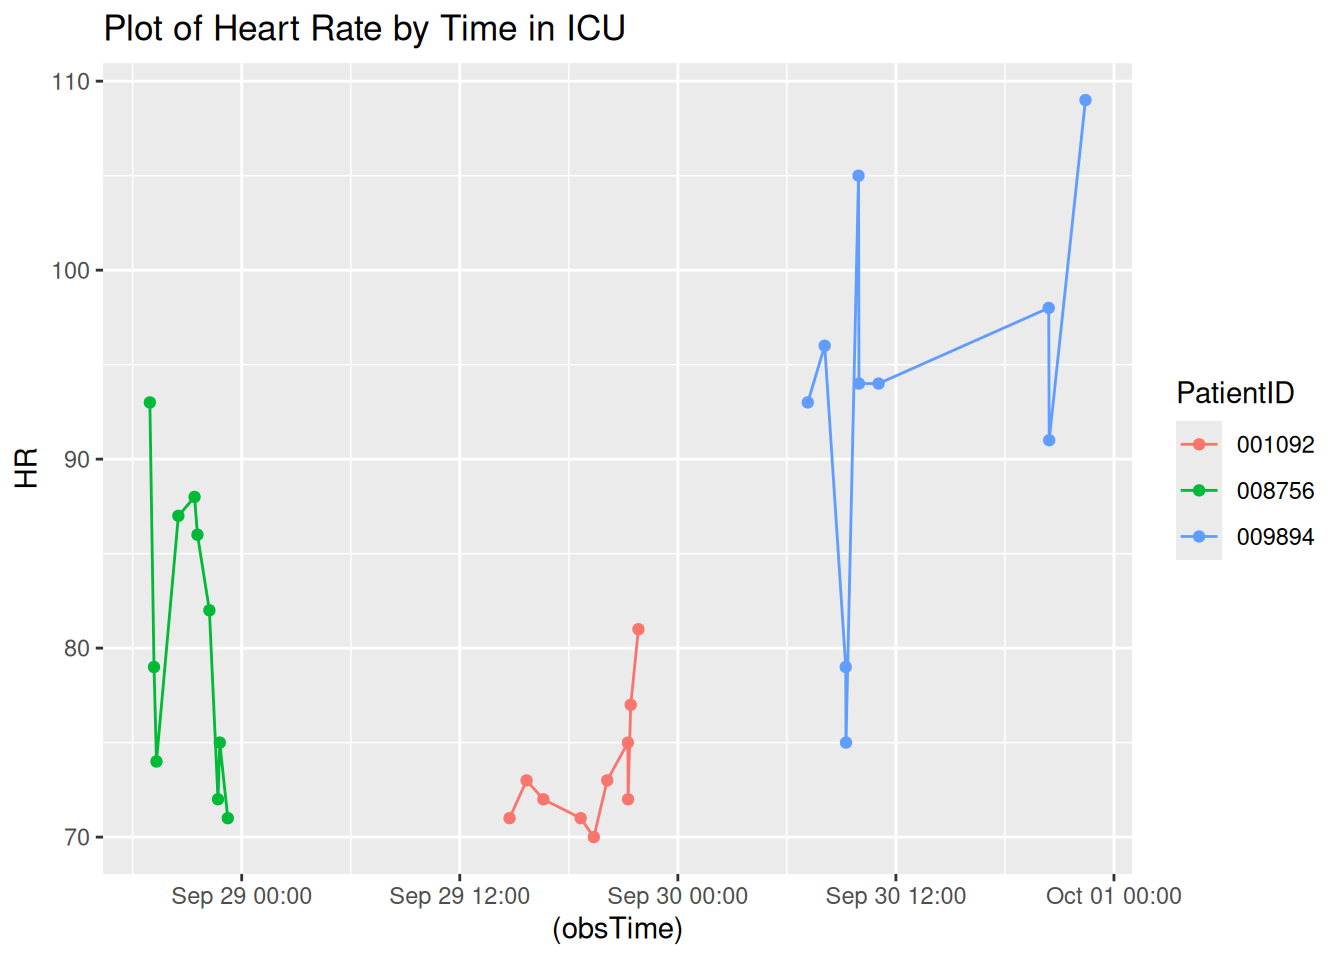 Plot of Heart Rate by Time in ICU
110
100
90
80
70
HR
Sep 29 00:00
Sep 29 12:00
Sep 30 00:00
Sep 30 12:00
Oct 01 00:00
(obsTime)
PatientID
001092
008756
009894